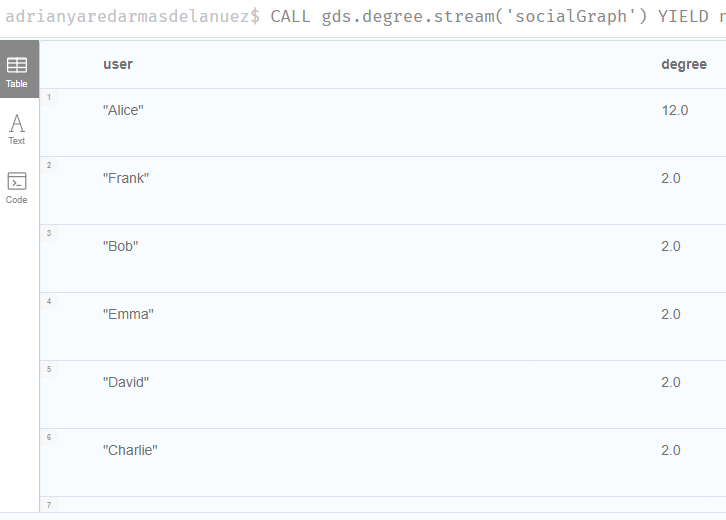 adrianyaredarmasdelanuez$ CALL gds.degree.stream('socialGraph') YIELD
Table
Text
Code
user degree
1 "Alice" 12.0
2 "Frank" 2.0
3 "Bob" 2.0
4 "Emma" 2.0
5 "David" 2.0
6 "Charlie" 2.0
7